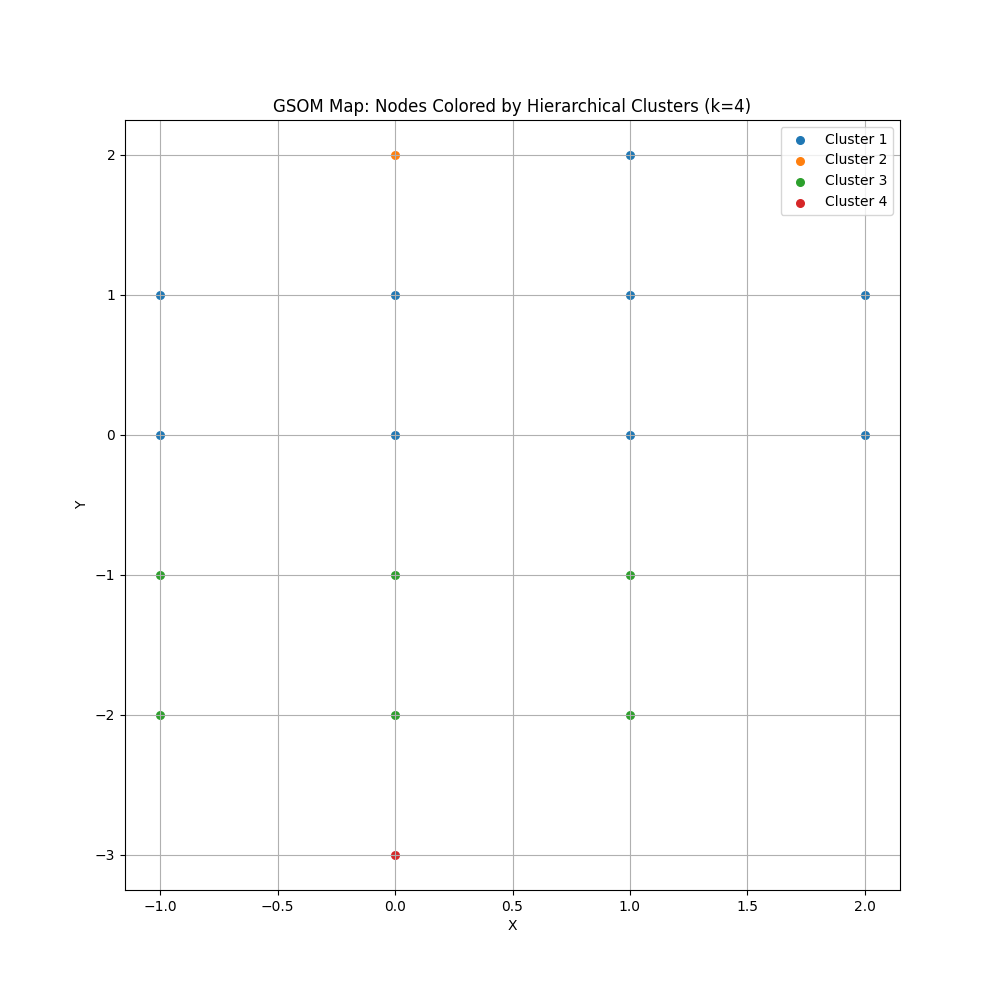 GSOM Map: Nodes Colored by Hierarchical Clusters (k=4)
Cluster 1
Cluster 2
Cluster 3
Cluster 4
2
1
0
−1
−2
−3
Y
−1.0 −0.5 0.0 0.5 1.0 1.5 2.0
X